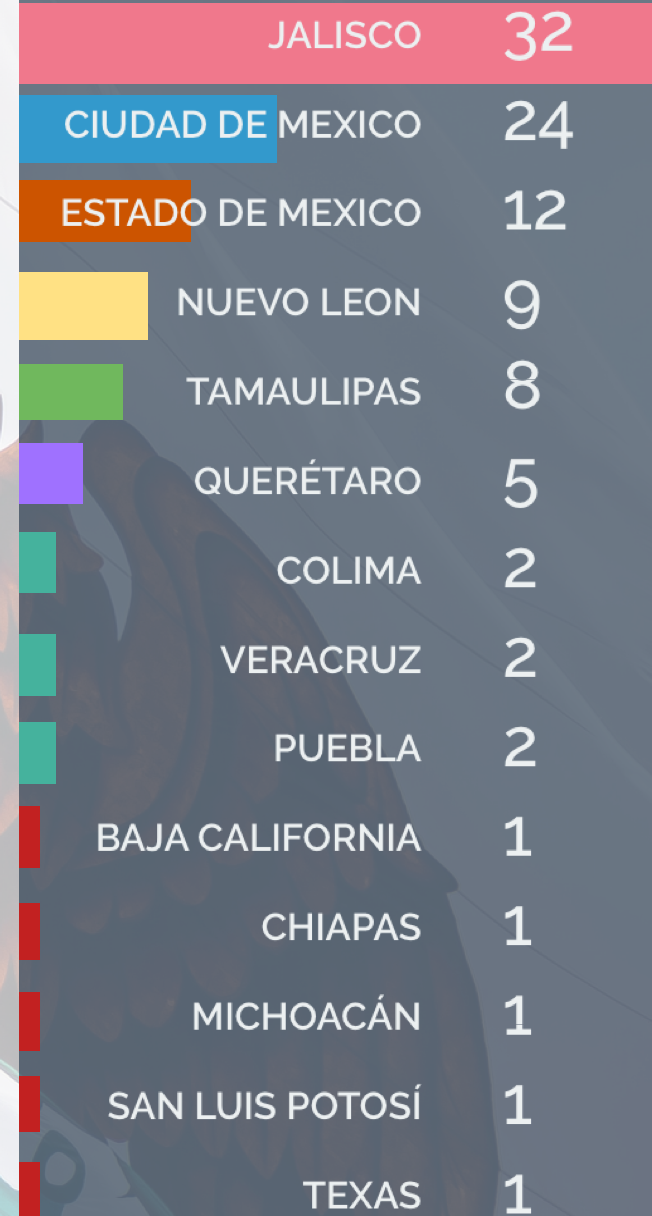 JALISCO 32
CIUDAD DE MEXICO 24
ESTADO DE MEXICO 12
NUEVO LEON 9
TAMAULIPAS 8
QUERÉTARO 5
COLIMA 2
VERACRUZ 2
PUEBLA 2
BAJA CALIFORNIA 1
CHIAPAS 1
MICHOACÁN 1
SAN LUIS POTOSÍ 1
TEXAS 1